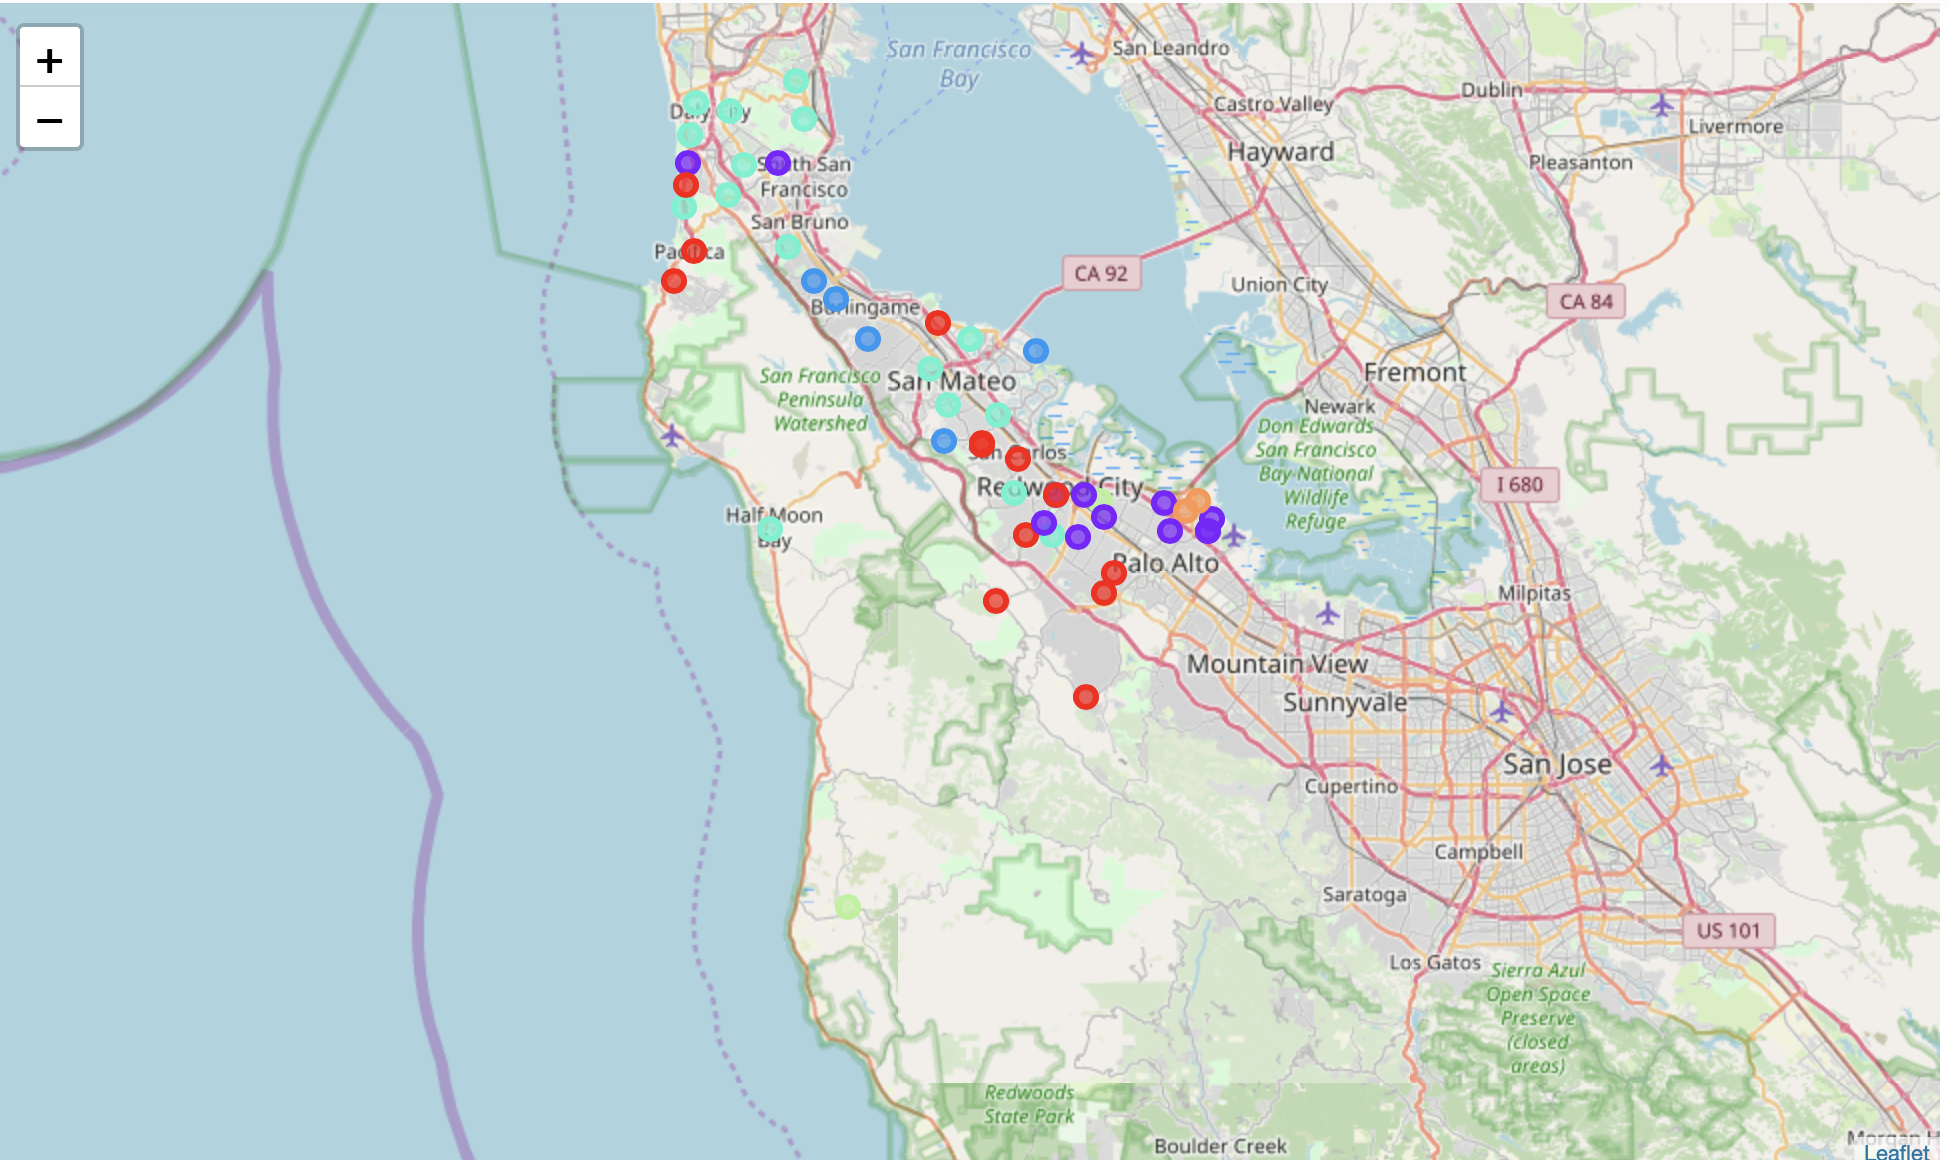 +
−
San Francisco
Bay
San Leandro
Castro Valley
Dublin
Livermore
Hayward
Pleasanton
Daly City
South San
Francisco
San Bruno
Pacifica
CA 92
Union City
CA 84
Burlingame
San Francisco
Peninsula
Watershed
San Mateo
Fremont
Newark
Don Edwards
San Francisco
Bay National
Wildlife
Refuge
San Carlos
Redwood City
I 680
Half Moon
Bay
Palo Alto
Milpitas
Mountain View
Sunnyvale
San Jose
Cupertino
Campbell
Saratoga
US 101
Los Gatos
Sierra Azul
Open Space
Preserve
(closed
areas)
Redwoods
State Park
Boulder Creek
Morgan H
Leaflet